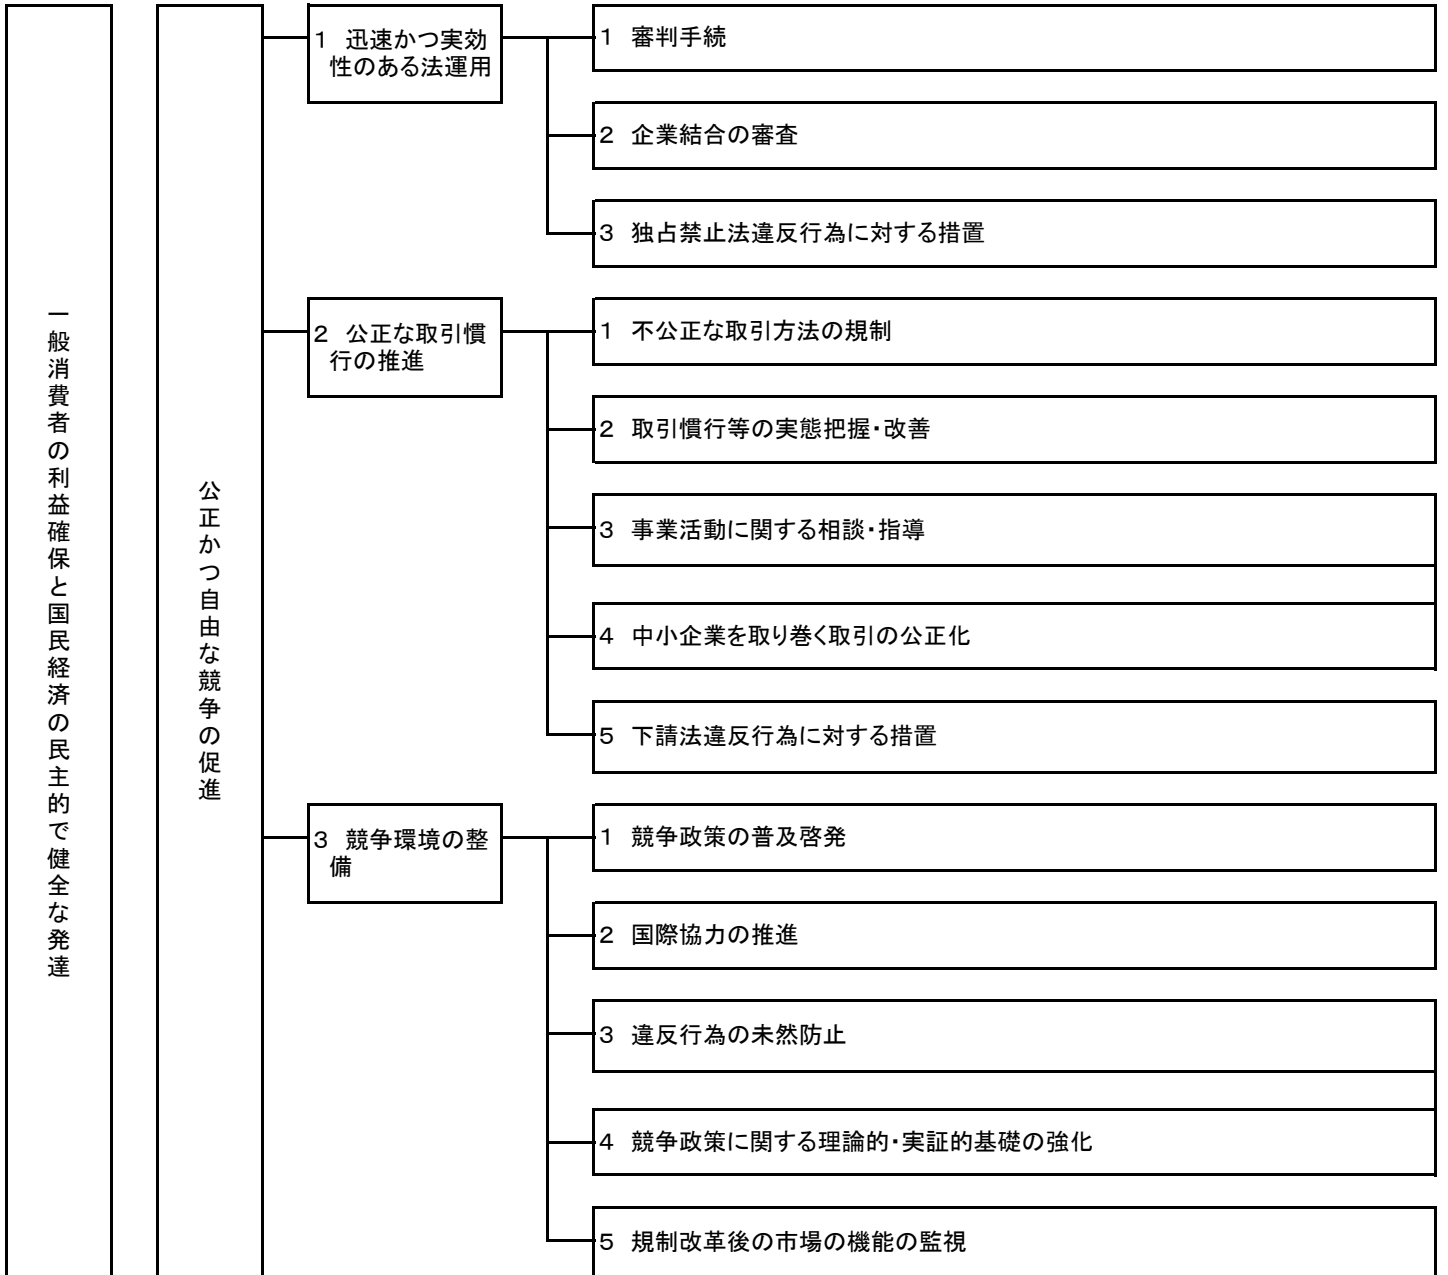 一般消費者の利益確保と国民経済の民主的で健全な発達
公正かつ自由な競争の促進
1 迅速かつ実効
性のある法運用
1 審判手続
2 企業結合の審査
3 独占禁止法違反行為に対する措置
2 公正な取引慣
行の推進
1 不公正な取引方法の規制
2 取引慣行等の実態把握・改善
3 事業活動に関する相談・指導
4 中小企業を取り巻く取引の公正化
5 下請法違反行為に対する措置
3 競争環境の整
備
1 競争政策の普及啓発
2 国際協力の推進
3 違反行為の未然防止
4 競争政策に関する理論的・実証的基礎の強化
5 規制改革後の市場の機能の監視